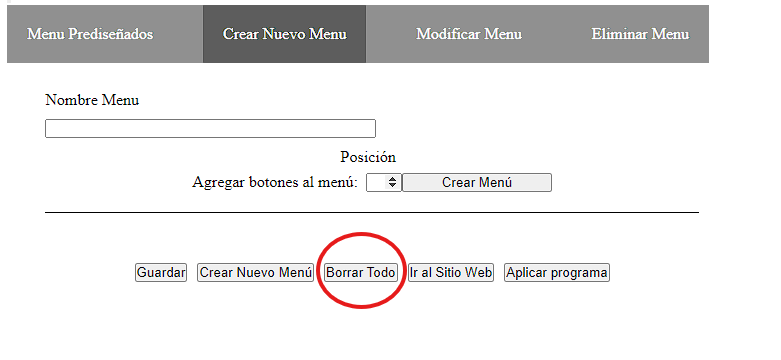 Menu Prediseñados Crear Nuevo Menu Modificar Menu Eliminar Menu
Nombre Menu
Posición
Agregar botones al menú: Crear Menú
Guardar Crear Nuevo Menú Borrar Todo Ir al Sitio Web Aplicar programa